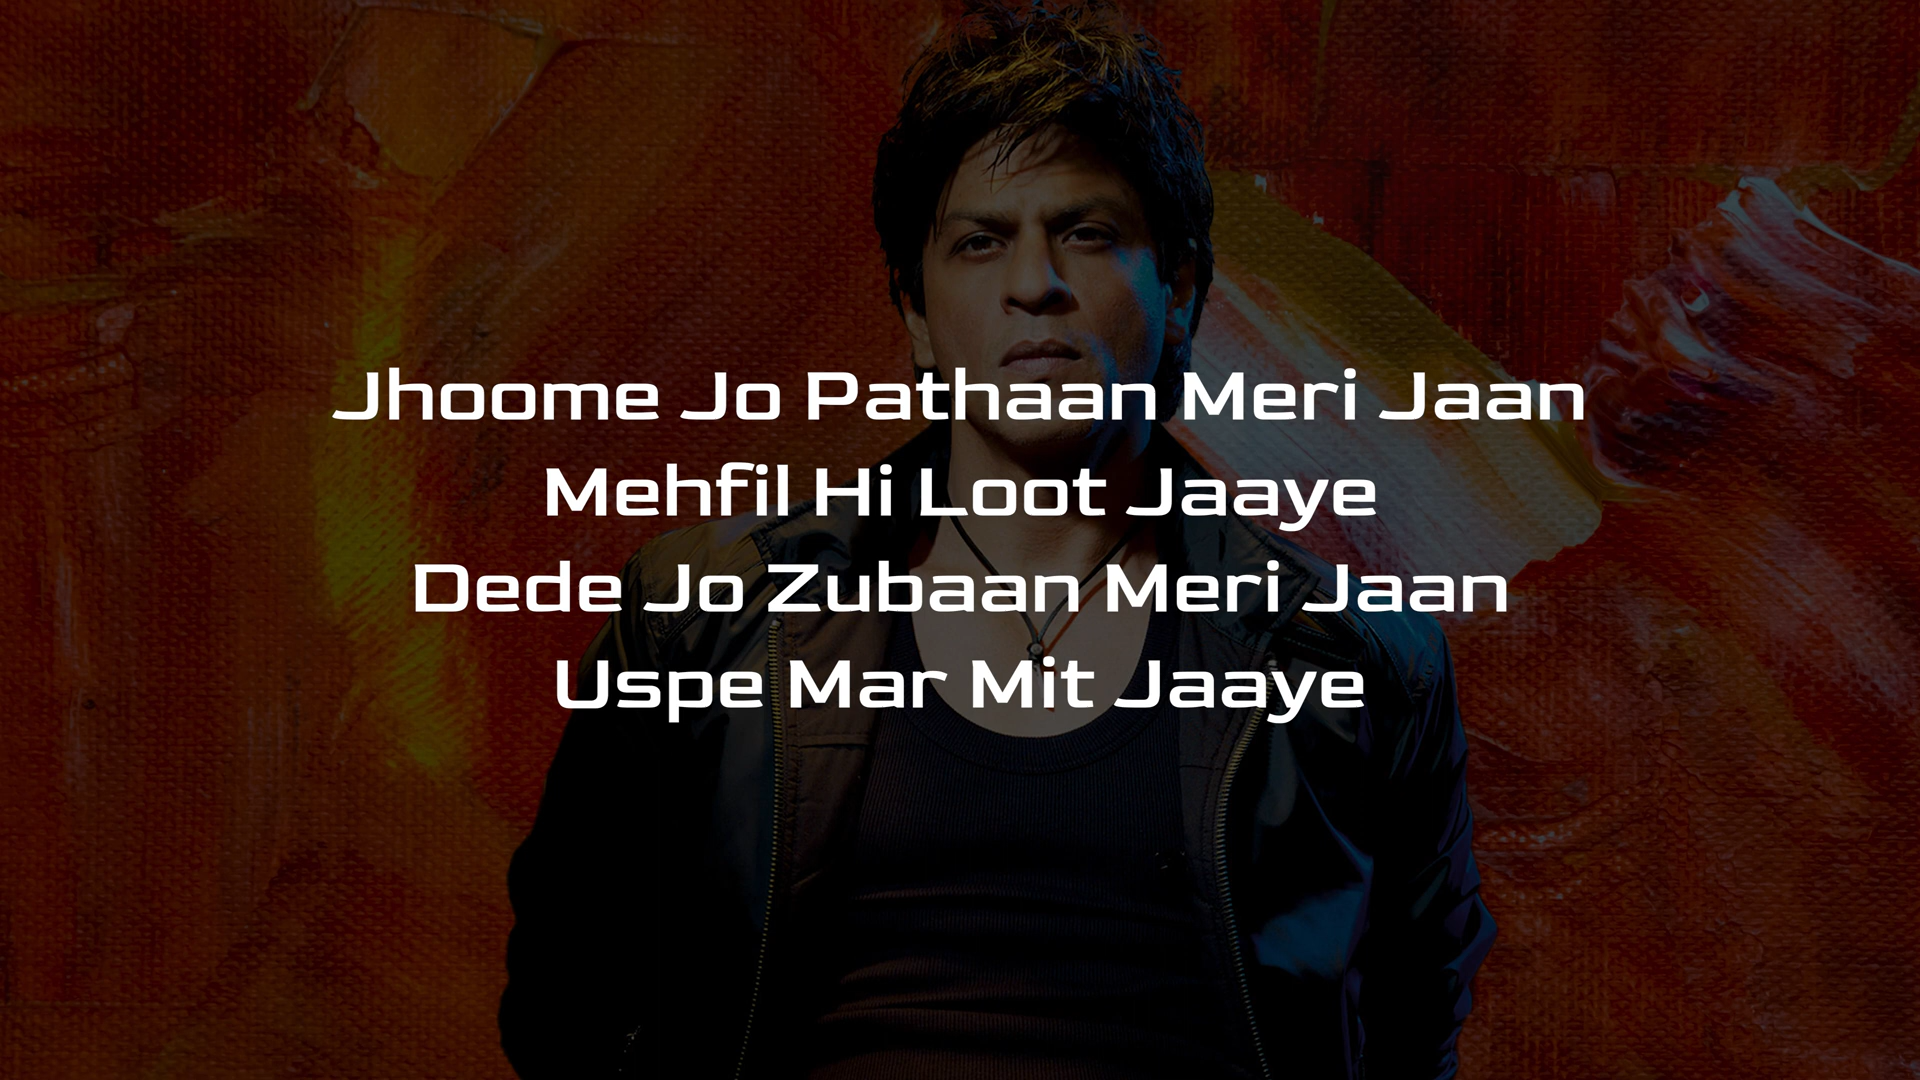 Jhoome Jo Pathaan Meri Jaan
Mehfil Hi Loot Jaaye
Dede Jo Zubaan Meri Jaan
Uspe Mar Mit Jaaye